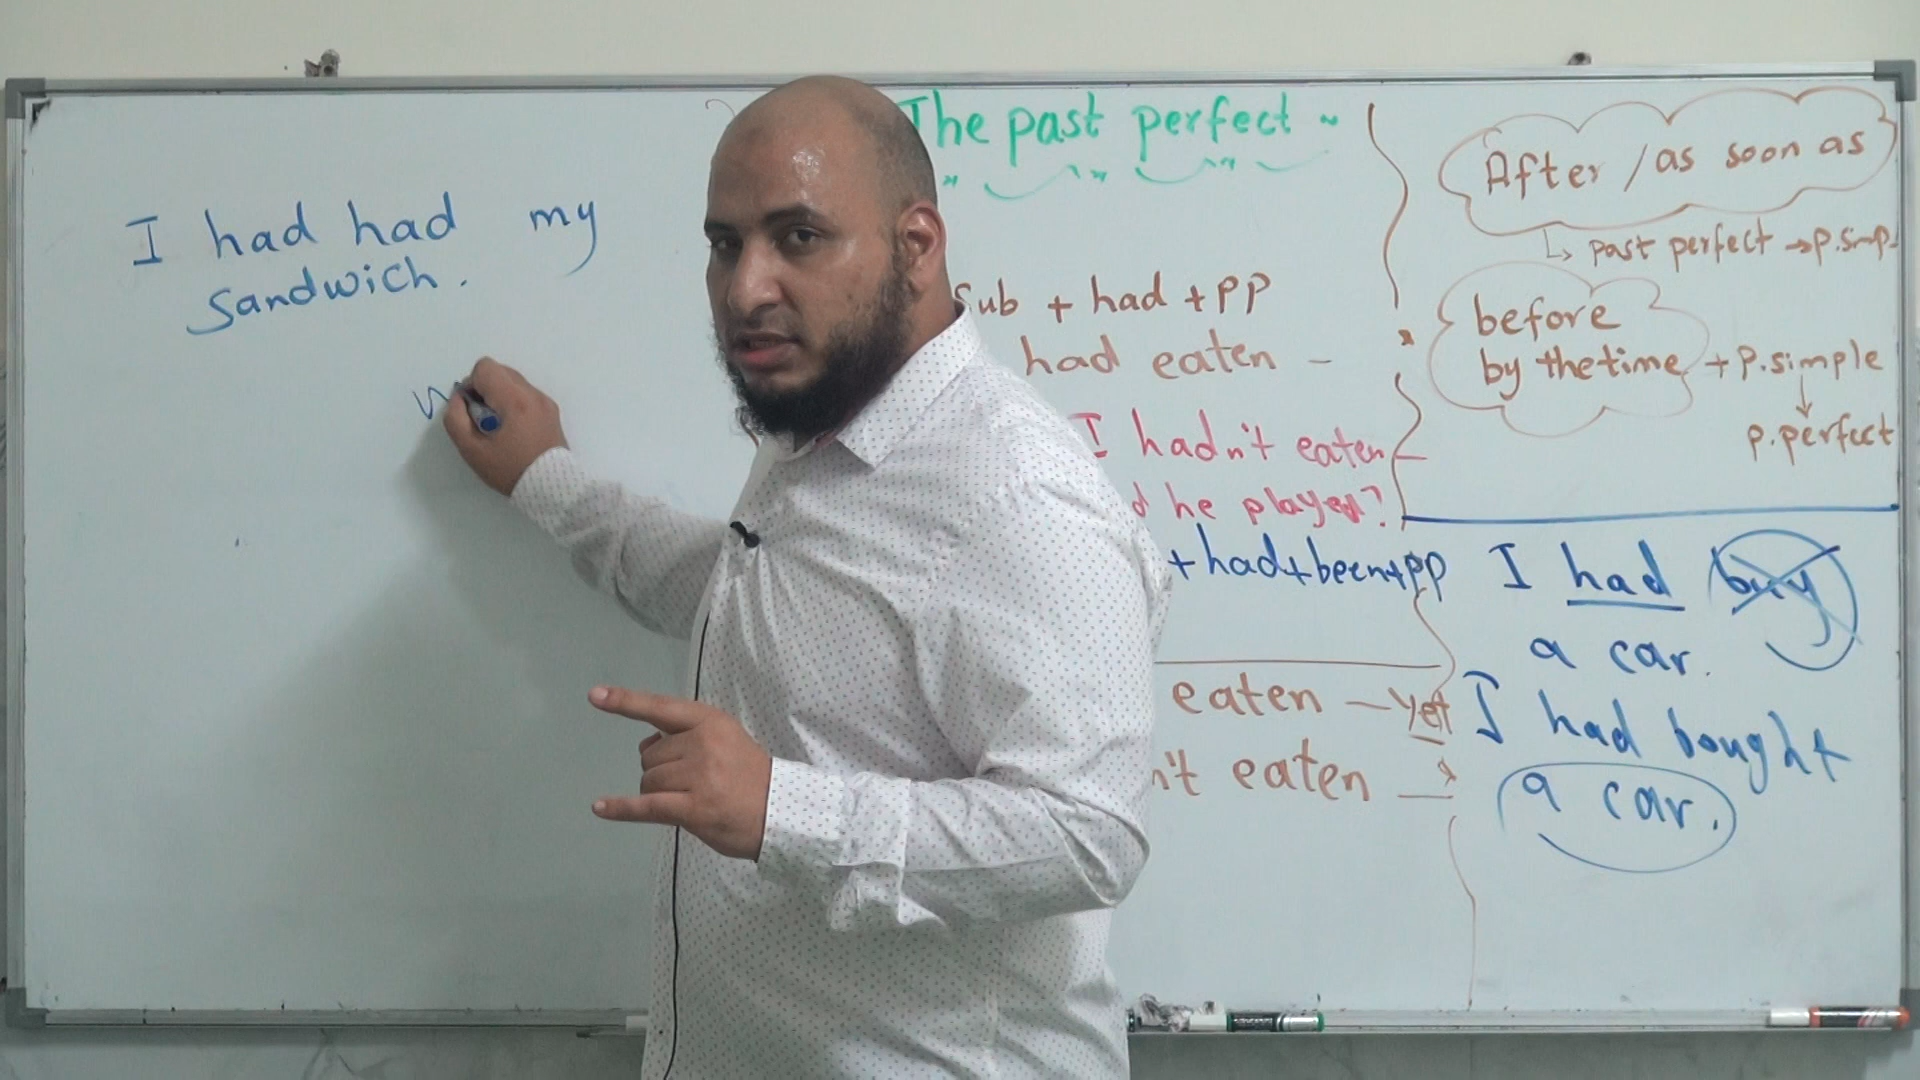 I had had my
sandwich.
The past perfect ~
Sub + had + PP
had eaten -
I hadn't eaten
he played?
+ had + been + pp
eaten - yet
n't eaten
After / as soon as
↳ past perfect → p.simp.
before
by the time + P.simple
↓
p.perfect
I had buy
a car.
I had bought
a car.